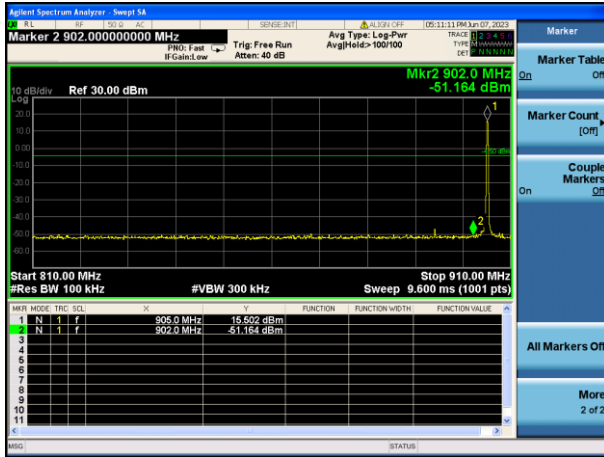 Agilent Spectrum Analyzer - Swept SA
RL RF 50 Ω AC SENSE:INT ALIGN OFF 05:11:11 PM Jun 07, 2023
Marker 2 902.000000000 MHz
PNO: Fast
IFGain:Low
Trig: Free Run
Atten: 40 dB
Avg Type: Log-Pwr
Avg|Hold:>100/100
TRACE 1 2 3 4 5 6
TYPE M
DET P N N N N N
Mkr2 902.0 MHz
-51.164 dBm
10 dB/div Ref 30.00 dBm
Log
20.0
10.0
0.00
-10.0
-20.0
-30.0
-40.0
-50.0
-60.0
1
2
Start 810.00 MHz Stop 910.00 MHz
#Res BW 100 kHz #VBW 300 kHz Sweep 9.600 ms (1001 pts)
MKR MODE TRC SCL X Y FUNCTION FUNCTION WIDTH FUNCTION VALUE
1 N 1 f 905.0 MHz 15.502 dBm
2 N 1 f 902.0 MHz -51.164 dBm
3
4
5
6
7
8
9
10
11
MSG STATUS
Marker
Marker Table
On Off
Marker Count
[Off]
Couple
Markers
On Off
All Markers Off
More
2 of 2